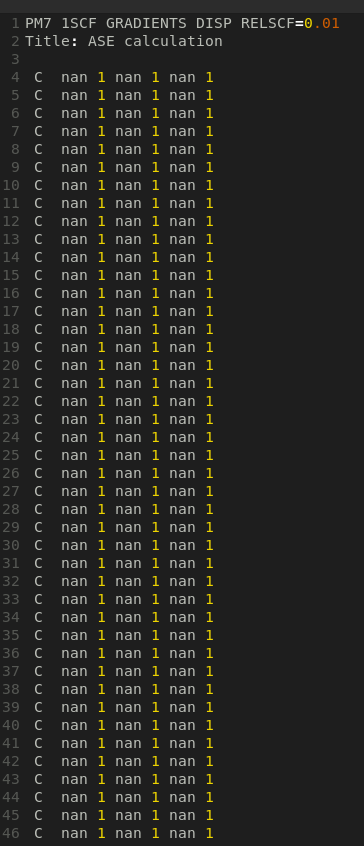 1 PM7 1SCF GRADIENTS DISP RELSCF=0.01
2 Title: ASE calculation
3
4 C nan 1 nan 1 nan 1
5 C nan 1 nan 1 nan 1
6 C nan 1 nan 1 nan 1
7 C nan 1 nan 1 nan 1
8 C nan 1 nan 1 nan 1
9 C nan 1 nan 1 nan 1
10 C nan 1 nan 1 nan 1
11 C nan 1 nan 1 nan 1
12 C nan 1 nan 1 nan 1
13 C nan 1 nan 1 nan 1
14 C nan 1 nan 1 nan 1
15 C nan 1 nan 1 nan 1
16 C nan 1 nan 1 nan 1
17 C nan 1 nan 1 nan 1
18 C nan 1 nan 1 nan 1
19 C nan 1 nan 1 nan 1
20 C nan 1 nan 1 nan 1
21 C nan 1 nan 1 nan 1
22 C nan 1 nan 1 nan 1
23 C nan 1 nan 1 nan 1
24 C nan 1 nan 1 nan 1
25 C nan 1 nan 1 nan 1
26 C nan 1 nan 1 nan 1
27 C nan 1 nan 1 nan 1
28 C nan 1 nan 1 nan 1
29 C nan 1 nan 1 nan 1
30 C nan 1 nan 1 nan 1
31 C nan 1 nan 1 nan 1
32 C nan 1 nan 1 nan 1
33 C nan 1 nan 1 nan 1
34 C nan 1 nan 1 nan 1
35 C nan 1 nan 1 nan 1
36 C nan 1 nan 1 nan 1
37 C nan 1 nan 1 nan 1
38 C nan 1 nan 1 nan 1
39 C nan 1 nan 1 nan 1
40 C nan 1 nan 1 nan 1
41 C nan 1 nan 1 nan 1
42 C nan 1 nan 1 nan 1
43 C nan 1 nan 1 nan 1
44 C nan 1 nan 1 nan 1
45 C nan 1 nan 1 nan 1
46 C nan 1 nan 1 nan 1